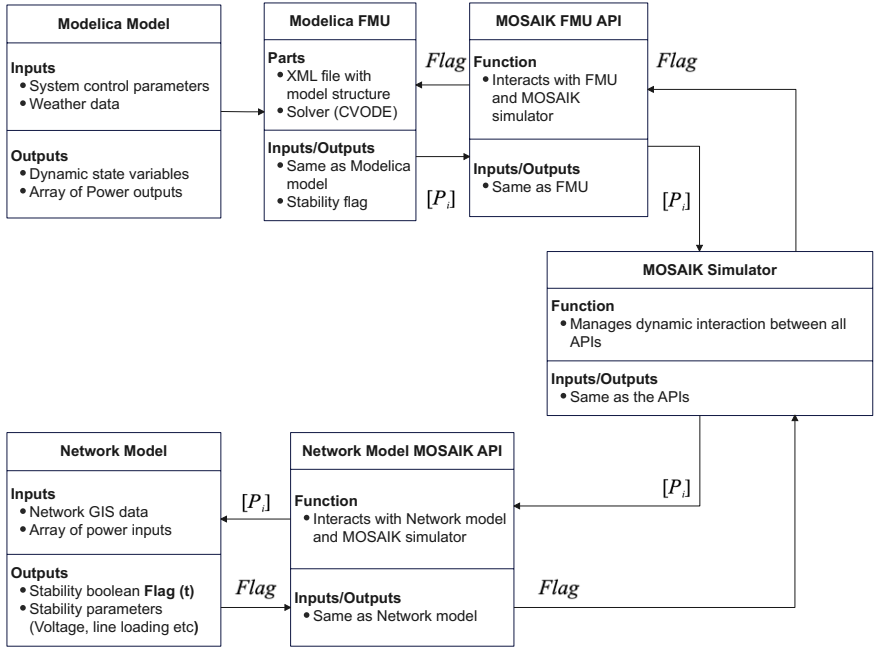 Modelica Model
Inputs
• System control parameters
• Weather data
Outputs
• Dynamic state variables
• Array of Power outputs
Modelica FMU
Parts
• XML file with
model structure
• Solver (CVODE)
Inputs/Outputs
• Same as Modelica
model
• Stability flag
Flag
[P_i]
MOSAIK FMU API
Function
• Interacts with FMU
and MOSAIK
simulator
Inputs/Outputs
• Same as FMU
Flag
[P_i]
MOSAIK Simulator
Function
• Manages dynamic interaction between all
APIs
Inputs/Outputs
• Same as the APIs
[P_i]
Network Model
Inputs
• Network GIS data
• Array of power inputs
Outputs
• Stability boolean Flag (t)
• Stability parameters
(Voltage, line loading etc)
[P_i]
Flag
Network Model MOSAIK API
Function
• Interacts with Network model
and MOSAIK simulator
Inputs/Outputs
• Same as Network model
Flag